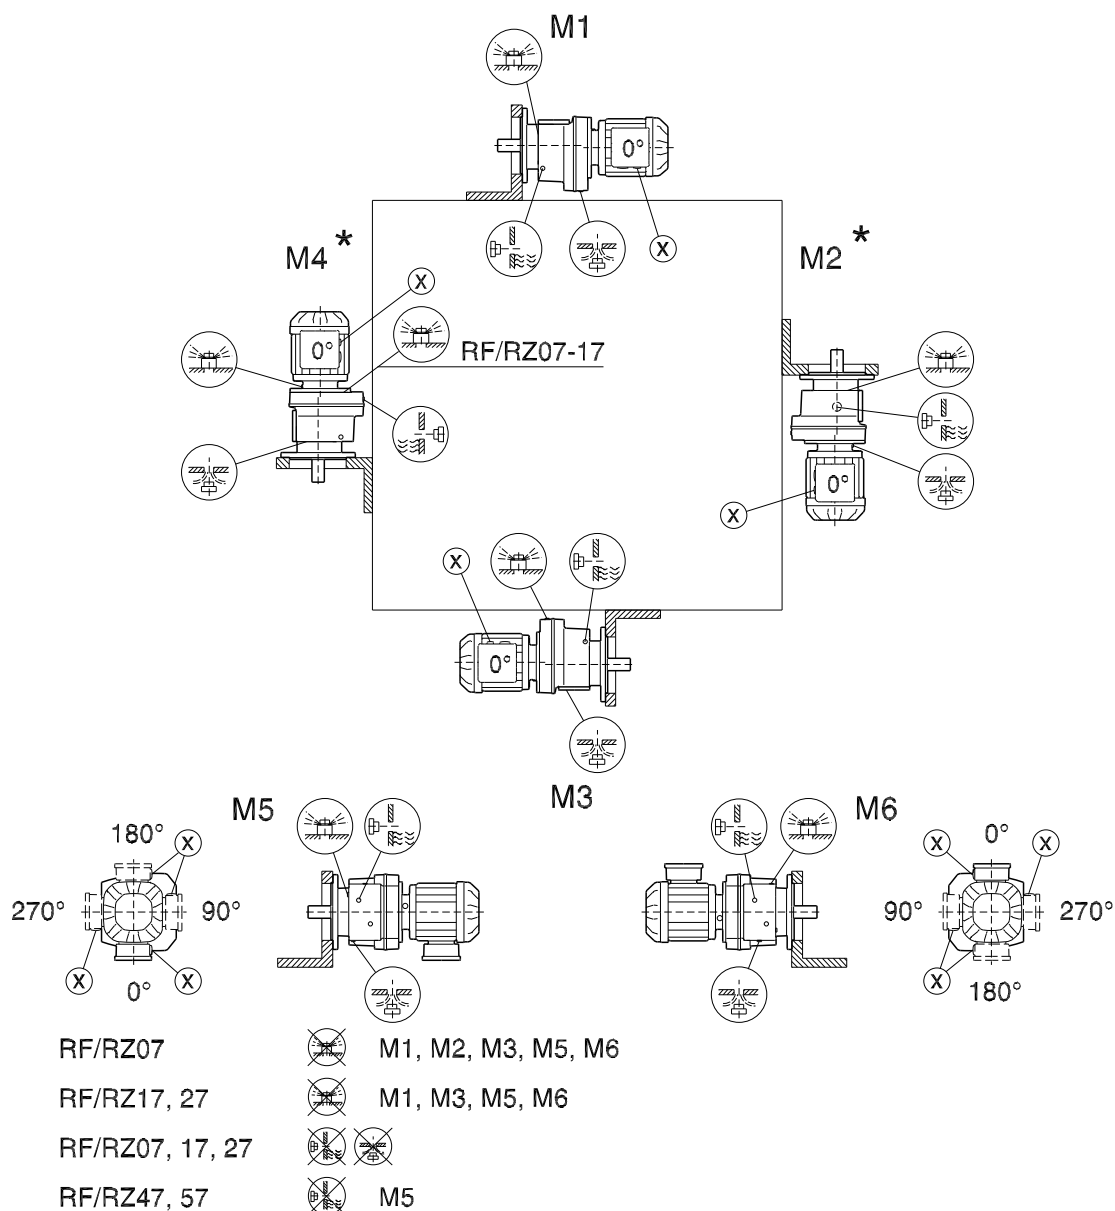 M1
0°
X
M4 *
M2 *
X
RF/RZ07-17
0°
0°
X
X
0°
M3
M5
M6
180°
X
270°
90°
X
0°
X
X
0°
X
90°
270°
X
180°
RF/RZ07 M1, M2, M3, M5, M6
RF/RZ17, 27 M1, M3, M5, M6
RF/RZ07, 17, 27
RF/RZ47, 57 M5